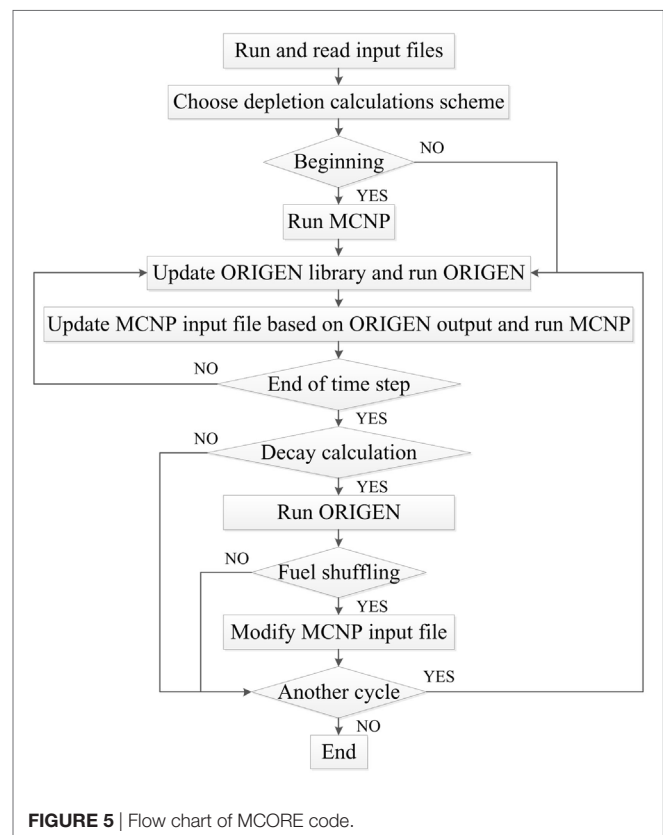 Run and read input files
Choose depletion calculations scheme
Beginning
NO
YES
Run MCNP
Update ORIGEN library and run ORIGEN
Update MCNP input file based on ORIGEN output and run MCNP
NO
End of time step
YES
NO
Decay calculation
YES
Run ORIGEN
NO
Fuel shuffling
YES
Modify MCNP input file
Another cycle
YES
NO
End
FIGURE 5 | Flow chart of MCORE code.